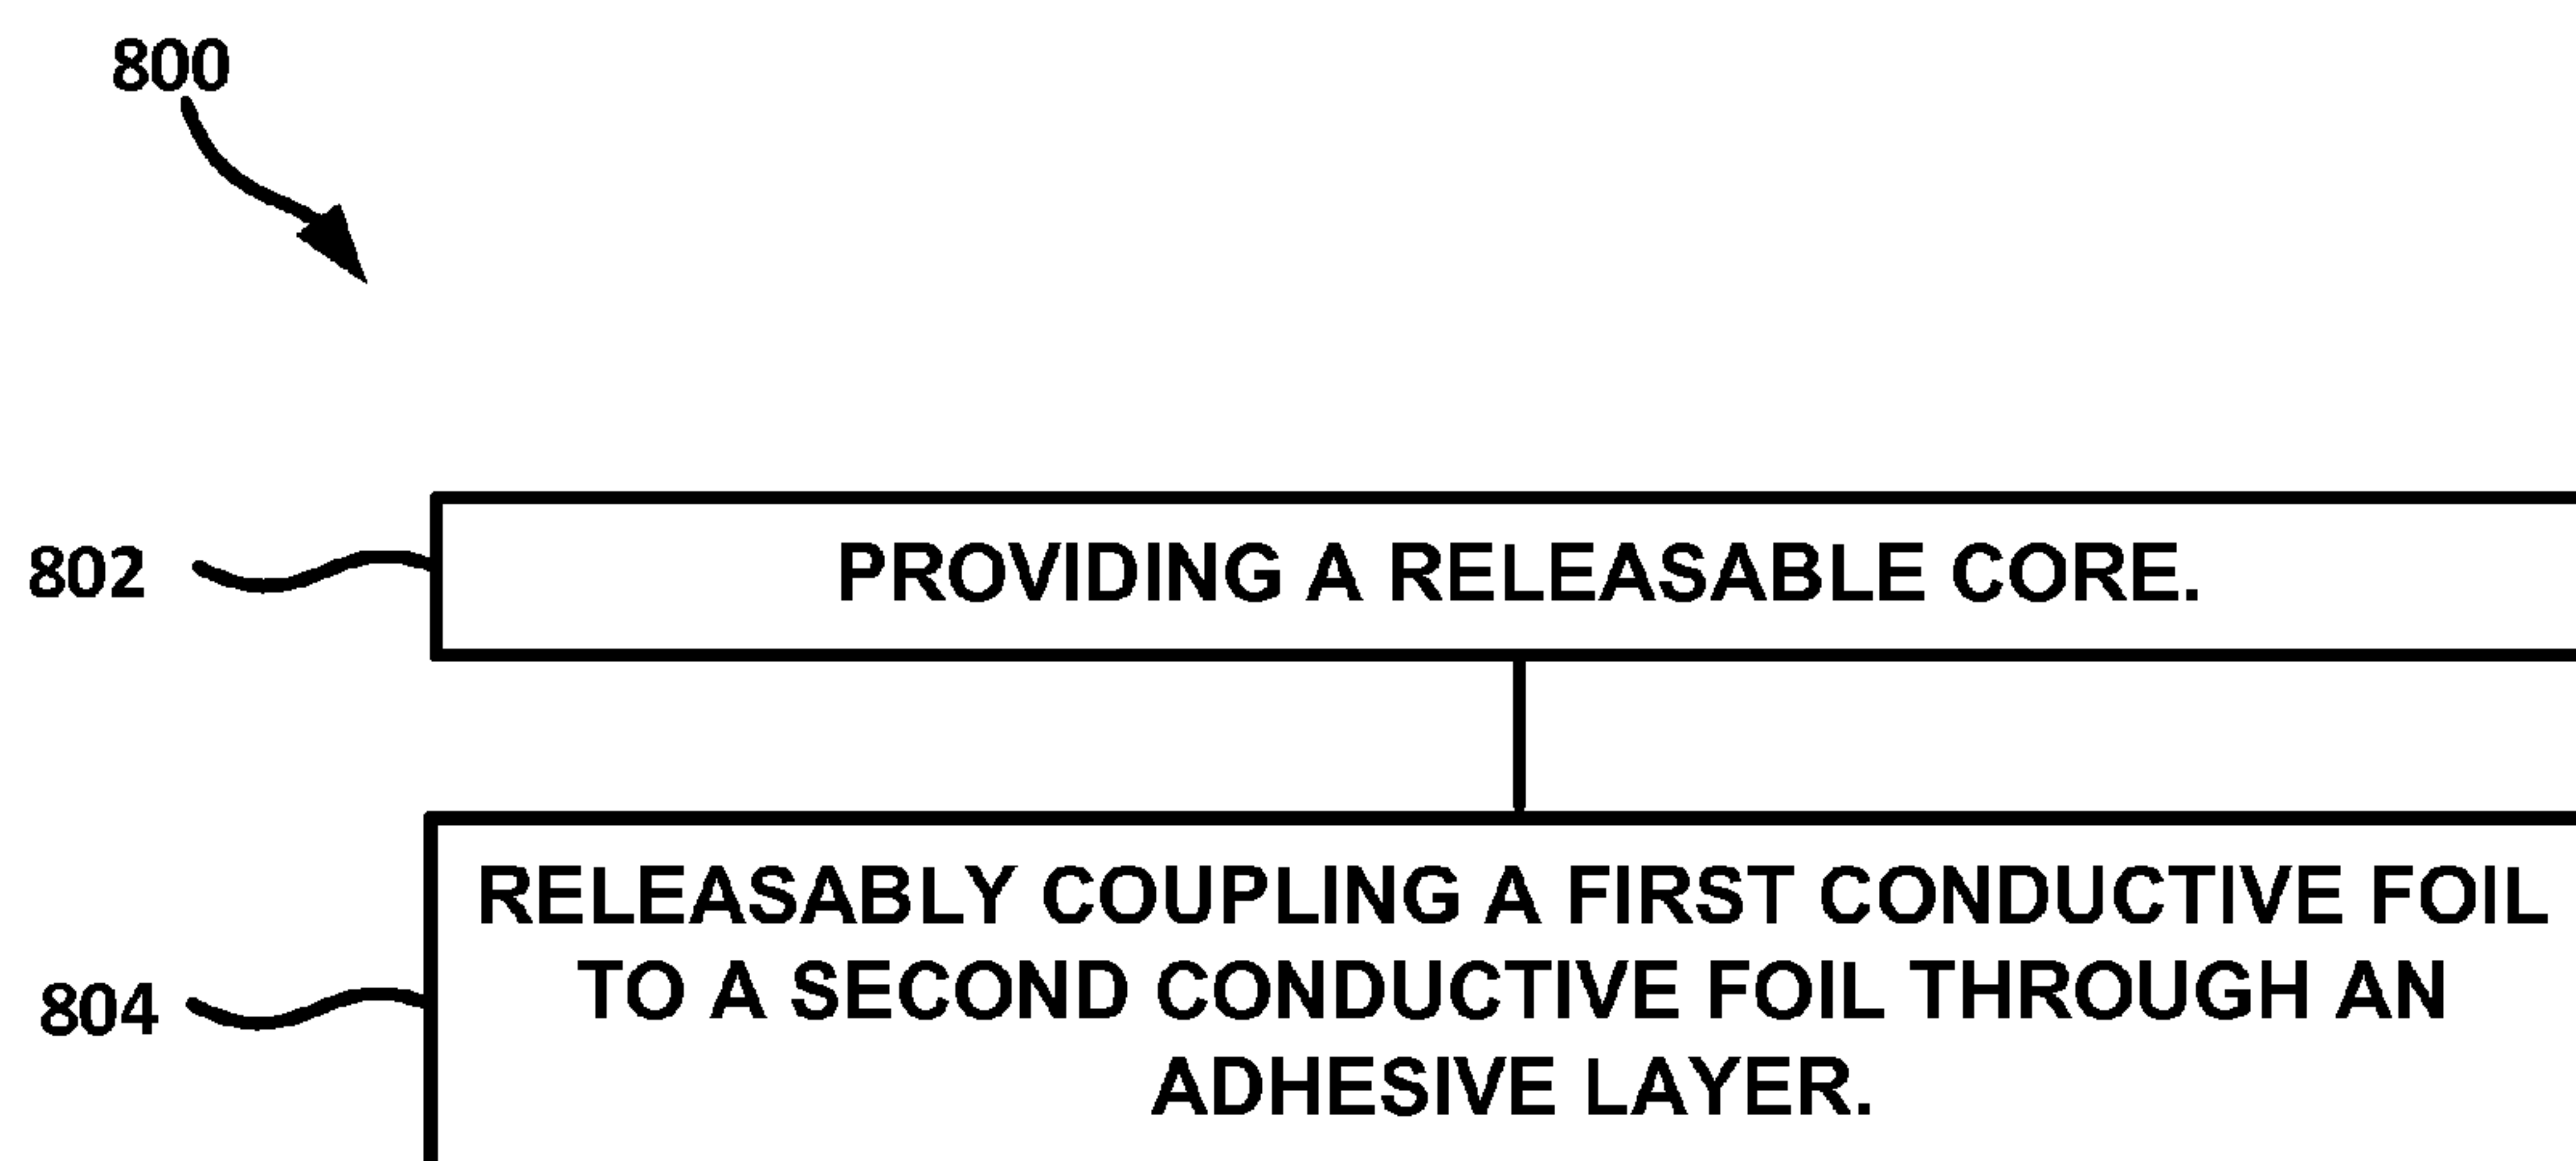 800
802
PROVIDING A RELEASABLE CORE.
804
RELEASABLY COUPLING A FIRST CONDUCTIVE FOIL
TO A SECOND CONDUCTIVE FOIL THROUGH AN
ADHESIVE LAYER.